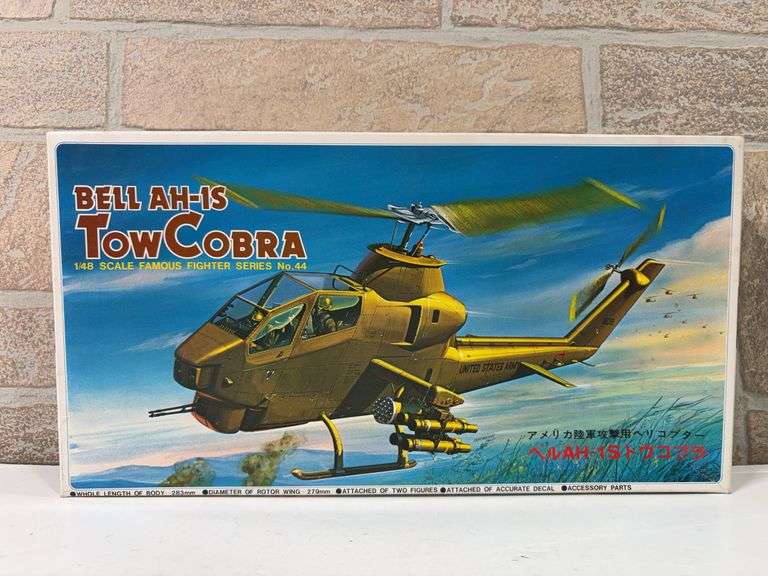 BELL AH-1S
TOWCOBRA
1/48 SCALE FAMOUS FIGHTER SERIES No.44
UNITED STATES ARMY
アメリカ陸軍攻撃用ヘリコプター
ベルAH-1Sトウコブラ
●WHOLE LENGTH OF BODY 283mm ●DIAMETER OF ROTOR WING 279mm ●ATTACHED OF TWO FIGURES ●ATTACHED OF ACCURATE DECAL ●ACCESSORY PARTS